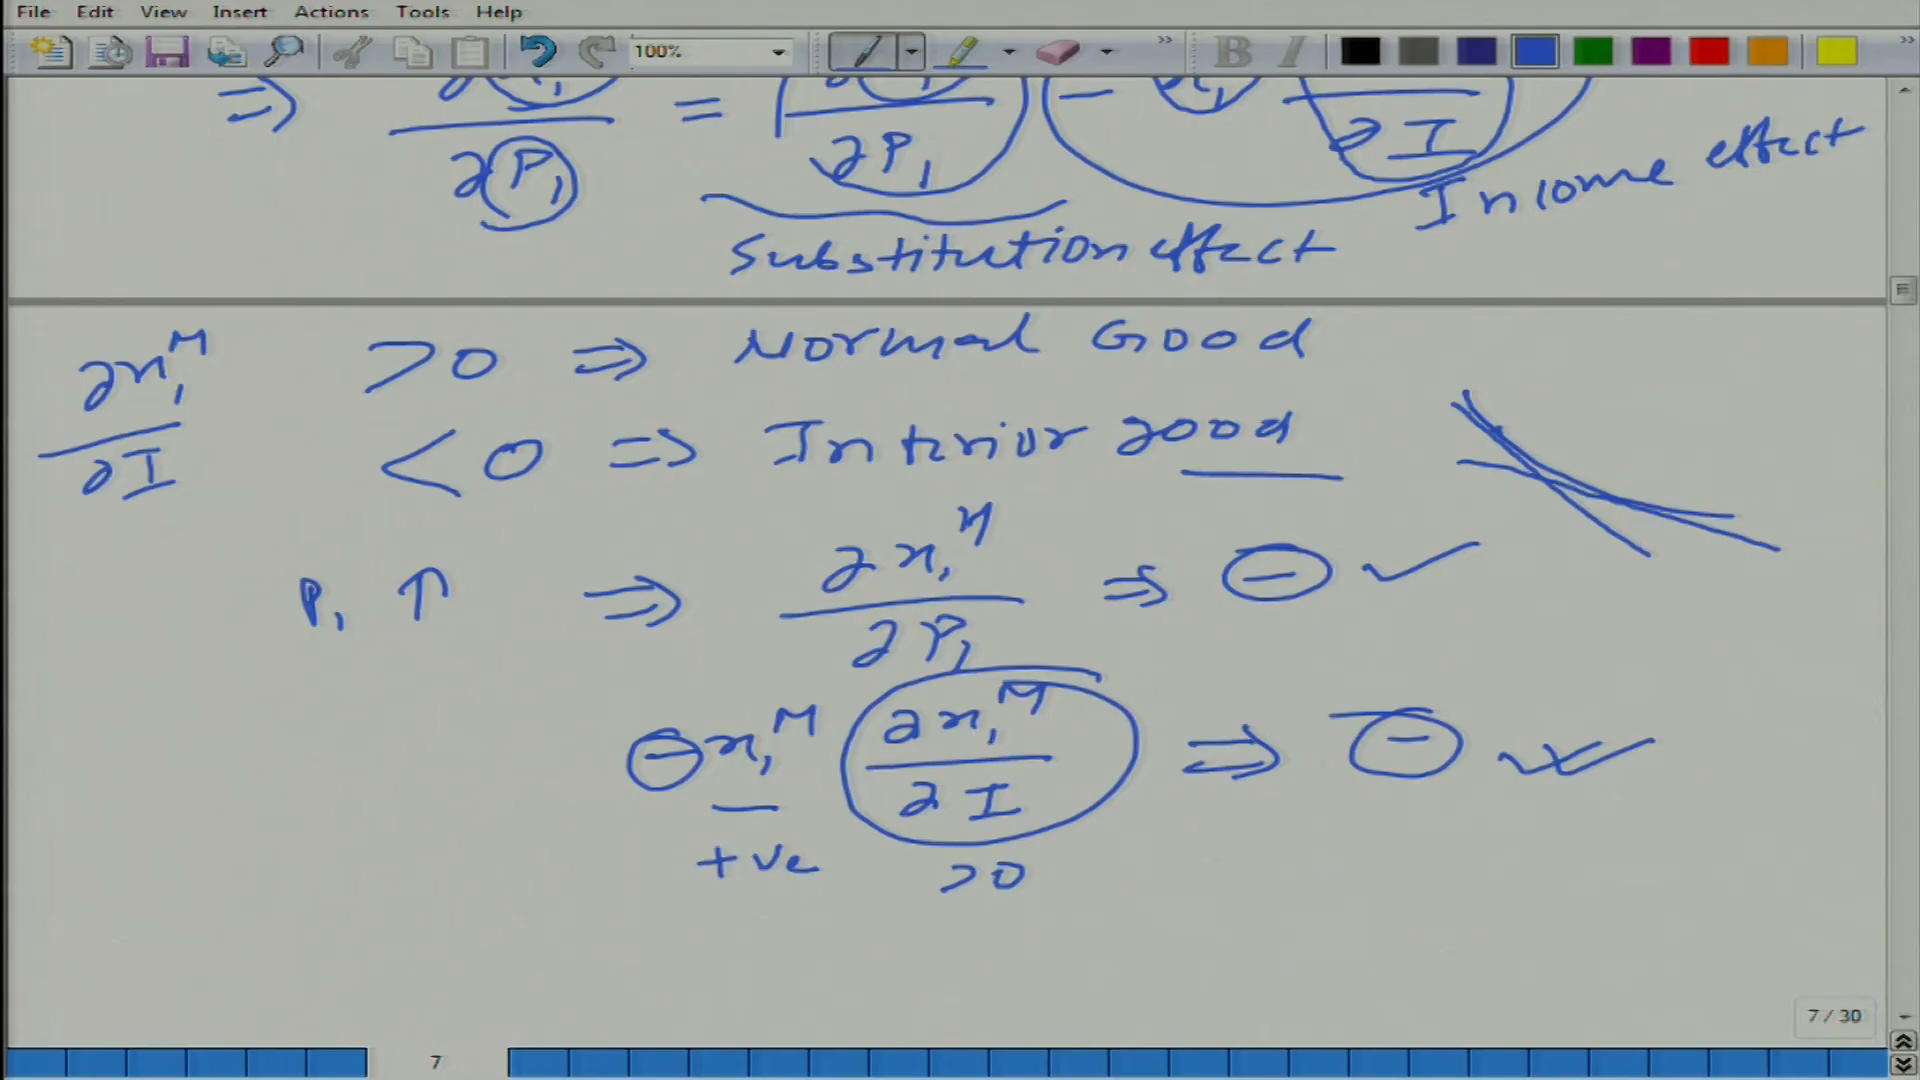 File Edit View Insert Actions Tools Help
100%
⇒ ∂P₁ = ∂P₁ − ∂I
Income effect
Substitution effect
∂x₁ᴹ/∂I >0 ⇒ Normal Good
<0 ⇒ Interior good
P₁ ↑ ⇒ ∂x₁ᴹ/∂P₁ ⇒ −
−x₁ᴹ ∂x₁ᴹ/∂I ⇒ −
+ve >0
7 / 30
7